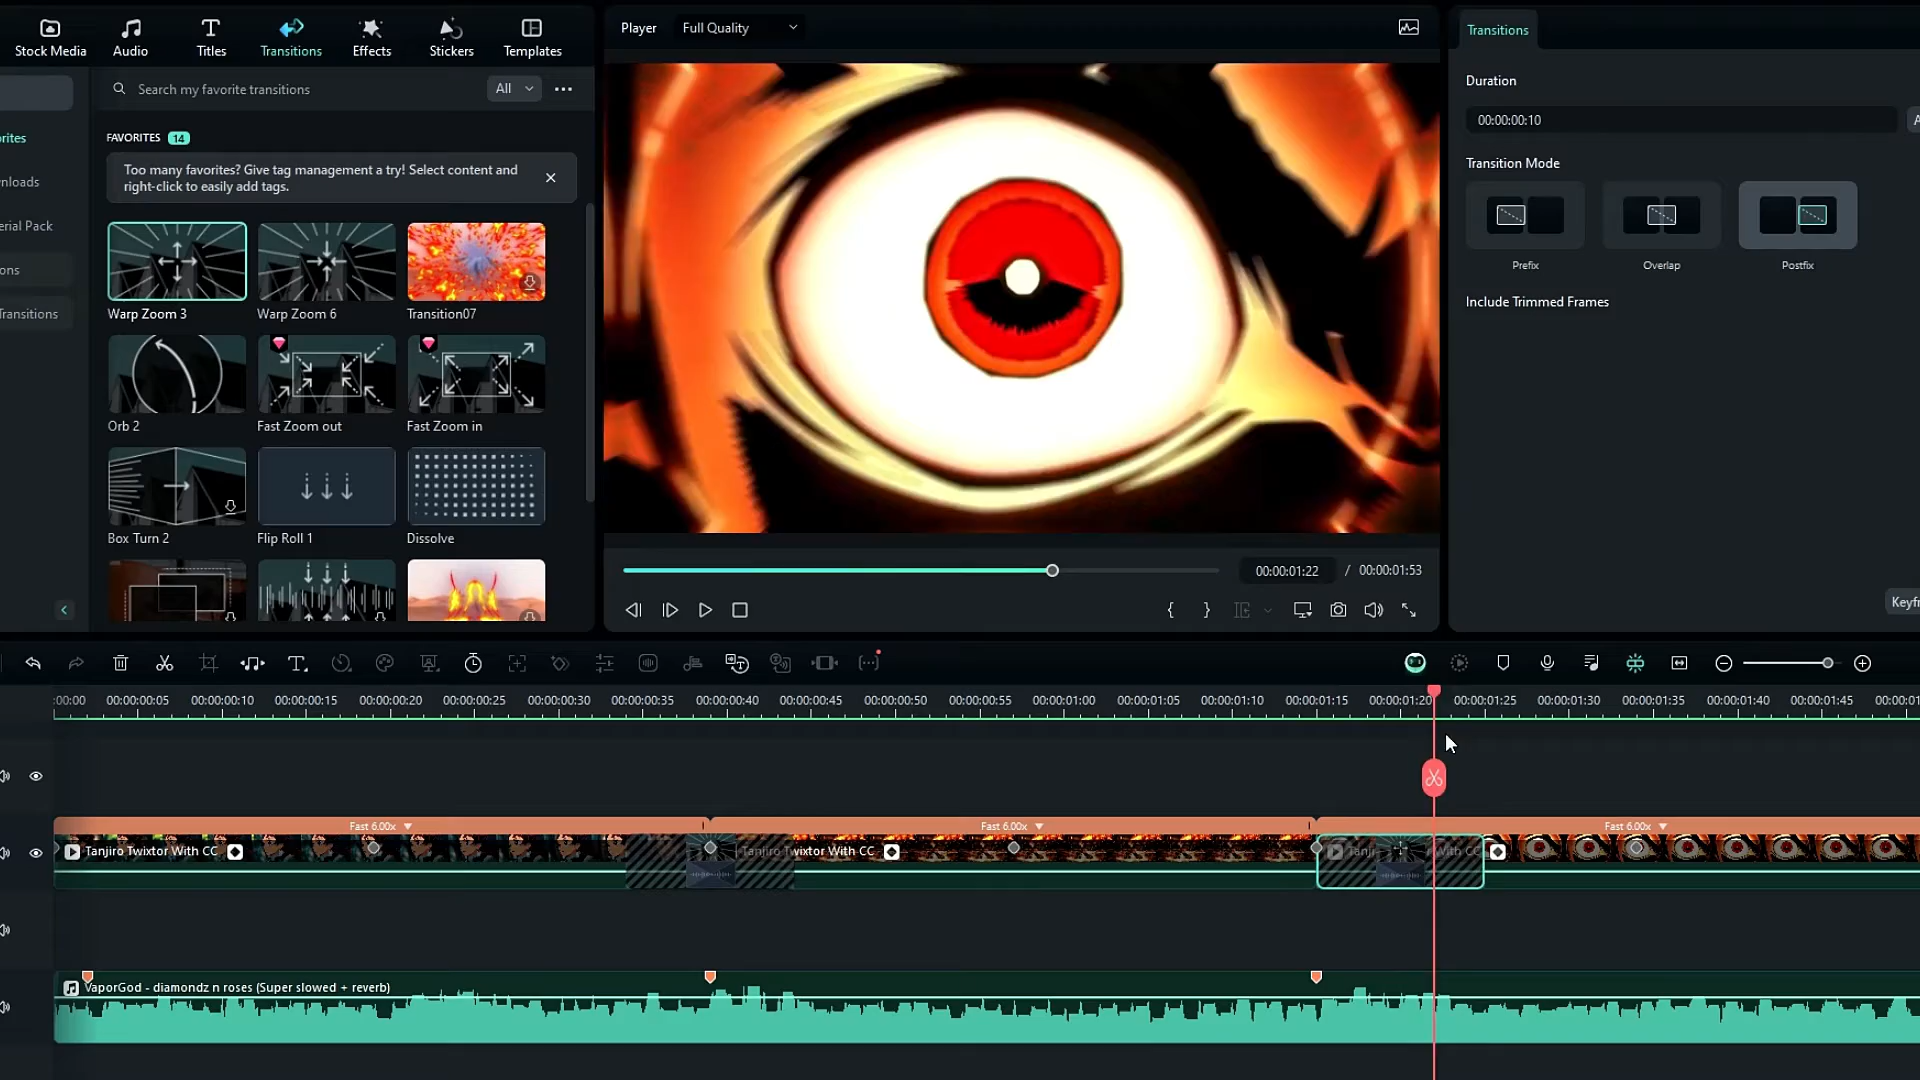 Stock Media
Audio
Titles
Transitions
Effects
Stickers
Templates
Player
Full Quality
Transitions
Search my favorite transitions
All
Duration
00:00:00:10
A
rites
FAVORITES 14
Too many favorites? Give tag management a try! Select content and
right-click to easily add tags.
Transition Mode
Prefix
Overlap
Postfix
nloads
erial Pack
ons
ransitions
Include Trimmed Frames
Warp Zoom 3
Warp Zoom 6
Transition07
Orb 2
Fast Zoom out
Fast Zoom in
Box Turn 2
Flip Roll 1
Dissolve
00:00:01:22 / 00:00:01:53
Keyfr
:00:00 00:00:00:05 00:00:00:10 00:00:00:15 00:00:00:20 00:00:00:25 00:00:00:30 00:00:00:35 00:00:00:40 00:00:00:45 00:00:00:50 00:00:00:55 00:00:01:00 00:00:01:05 00:00:01:10 00:00:01:15 00:00:01:20 00:00:01:25 00:00:01:30 00:00:01:35 00:00:01:40 00:00:01:45 00:00:01
Fast 6.00x
Fast 6.00x
Fast 6.00x
Tanjiro Twixtor With CC
Tanjiro Twixtor With CC
Tanji
With CC
VaporGod - diamondz n roses (Super slowed + reverb)